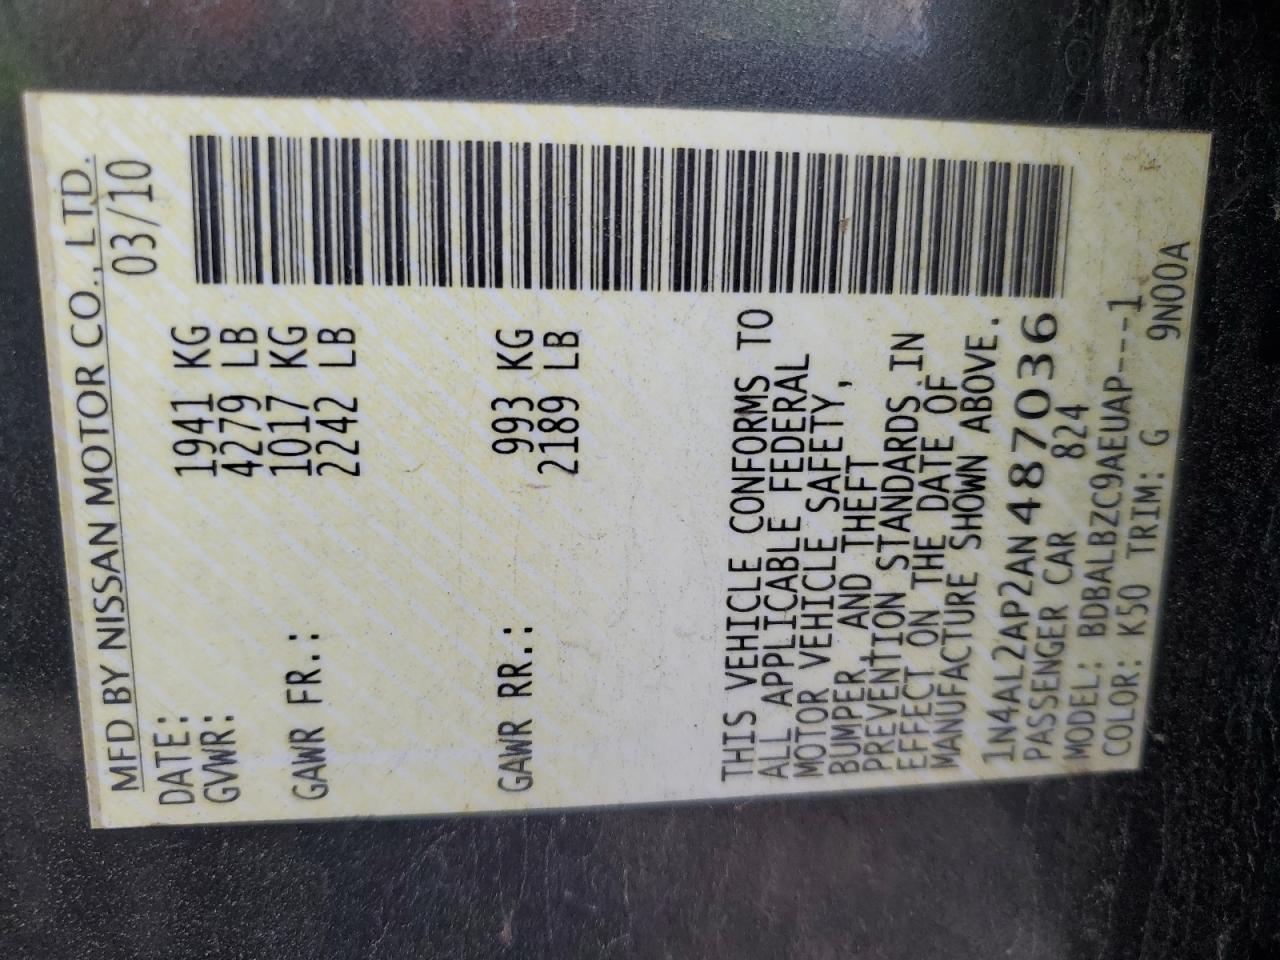 MFD BY NISSAN MOTOR CO., LTD.
DATE: 03/10
GVWR: 1941 KG
4279 LB
GAWR FR.: 1017 KG
2242 LB
GAWR RR.: 993 KG
2189 LB
THIS VEHICLE CONFORMS TO
ALL APPLICABLE FEDERAL
MOTOR VEHICLE SAFETY,
BUMPER, AND THEFT
PREVENTION STANDARDS IN
EFFECT ON THE DATE OF
MANUFACTURE SHOWN ABOVE.
1N4AL2AP2AN487036
PASSENGER CAR 824
MODEL: BDBALBZC9AEUAP---1
COLOR: K50 TRIM: G 9N00A